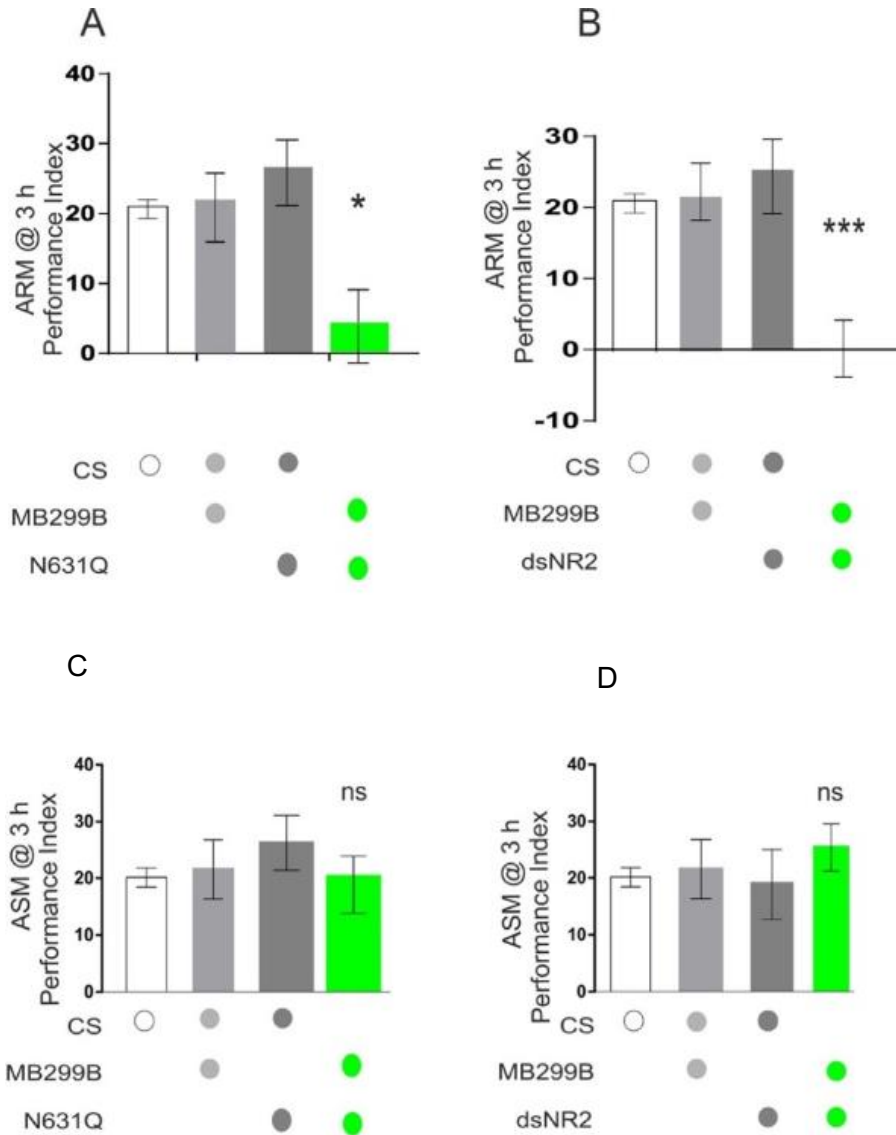 A
ARM @ 3 h
Performance Index
40
30
20
10
0
*
CS
MB299B
N631Q
B
ARM @ 3 h
Performance Index
30
20
10
0
-10
***
CS
MB299B
dsNR2
C
ASM @ 3 h
Performance Index
40
30
20
10
0
ns
CS
MB299B
N631Q
D
ASM @ 3 h
Performance Index
40
30
20
10
0
ns
CS
MB299B
dsNR2